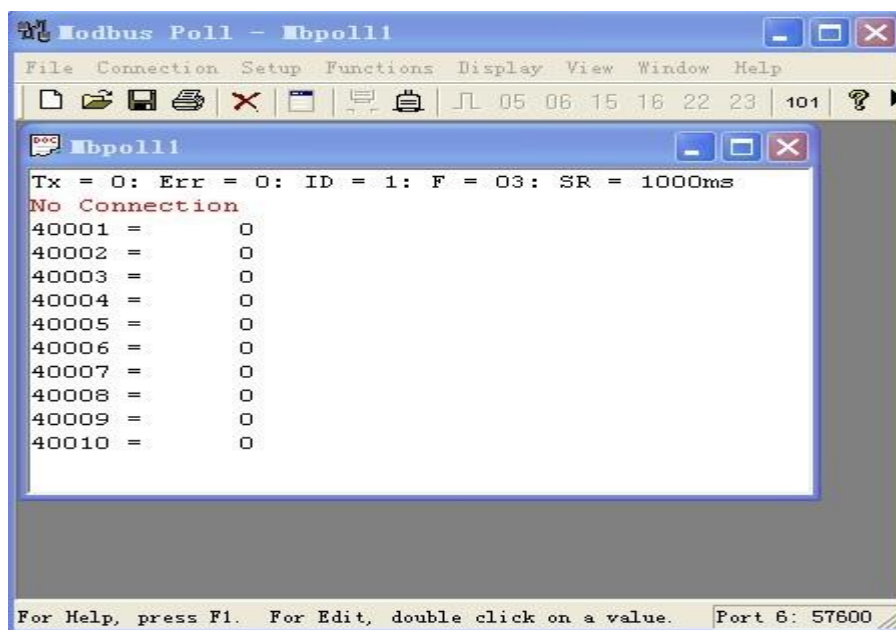 Modbus Poll - Mbpoll1
File Connection Setup Functions Display View Window Help
05 06 15 16 22 23 101
Mbpoll1
Tx = 0: Err = 0: ID = 1: F = 03: SR = 1000ms
No Connection
40001 = 0
40002 = 0
40003 = 0
40004 = 0
40005 = 0
40006 = 0
40007 = 0
40008 = 0
40009 = 0
40010 = 0
For Help, press F1. For Edit, double click on a value. Port 6: 57600